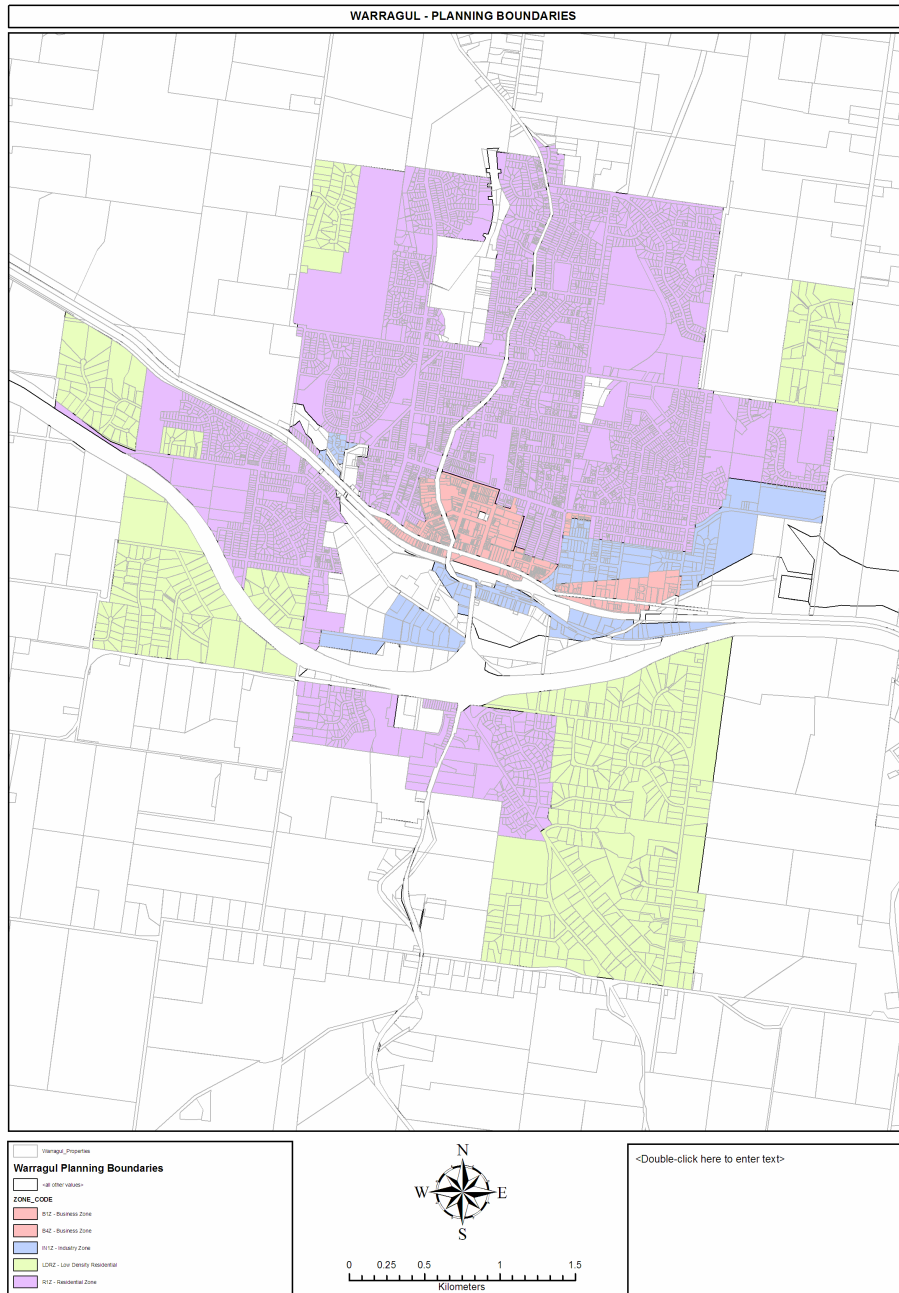 WARRAGUL - PLANNING BOUNDARIES
Warragul_Properties
Warragul Planning Boundaries
<all other values>
ZONE_CODE
B1Z - Business Zone
B4Z - Business Zone
IN1Z - Industry Zone
LDRZ - Low Density Residential
R1Z - Residential Zone
N
W E
S
0 0.25 0.5 1 1.5
Kilometers
<Double-click here to enter text>